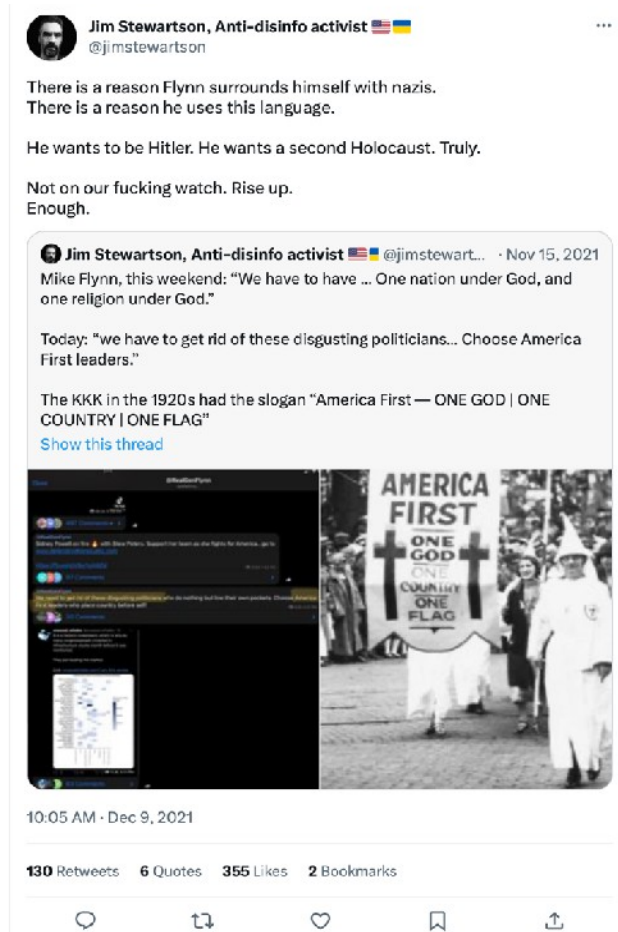 Jim Stewartson, Anti-disinfo activist 🇺🇸🇺🇦
@jimstewartson
There is a reason Flynn surrounds himself with nazis.
There is a reason he uses this language.
He wants to be Hitler. He wants a second Holocaust. Truly.
Not on our fucking watch. Rise up.
Enough.
Jim Stewartson, Anti-disinfo activist 🇺🇸🇺🇦 @jimstewart... · Nov 15, 2021
Mike Flynn, this weekend: “We have to have ... One nation under God, and
one religion under God.”
Today: “we have to get rid of these disgusting politicians... Choose America
First leaders.”
The KKK in the 1920s had the slogan “America First — ONE GOD | ONE
COUNTRY | ONE FLAG”
Show this thread
AMERICA
FIRST
ONE
GOD
ONE
COUNTRY
ONE
FLAG
10:05 AM · Dec 9, 2021
130 Retweets 6 Quotes 355 Likes 2 Bookmarks